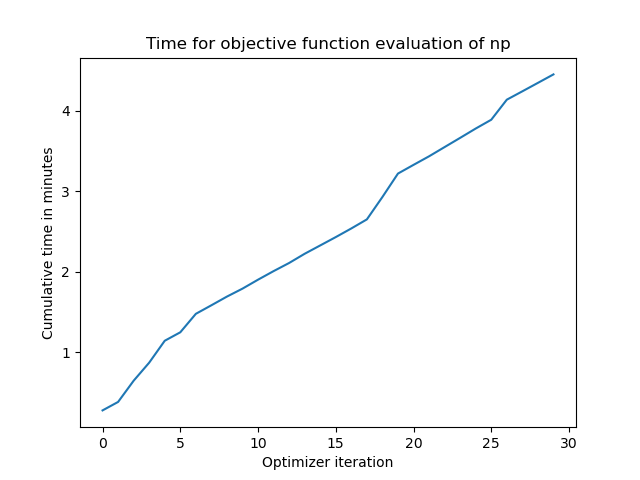 Time for objective function evaluation of np
Cumulative time in minutes
4
3
2
1
0 5 10 15 20 25 30
Optimizer iteration